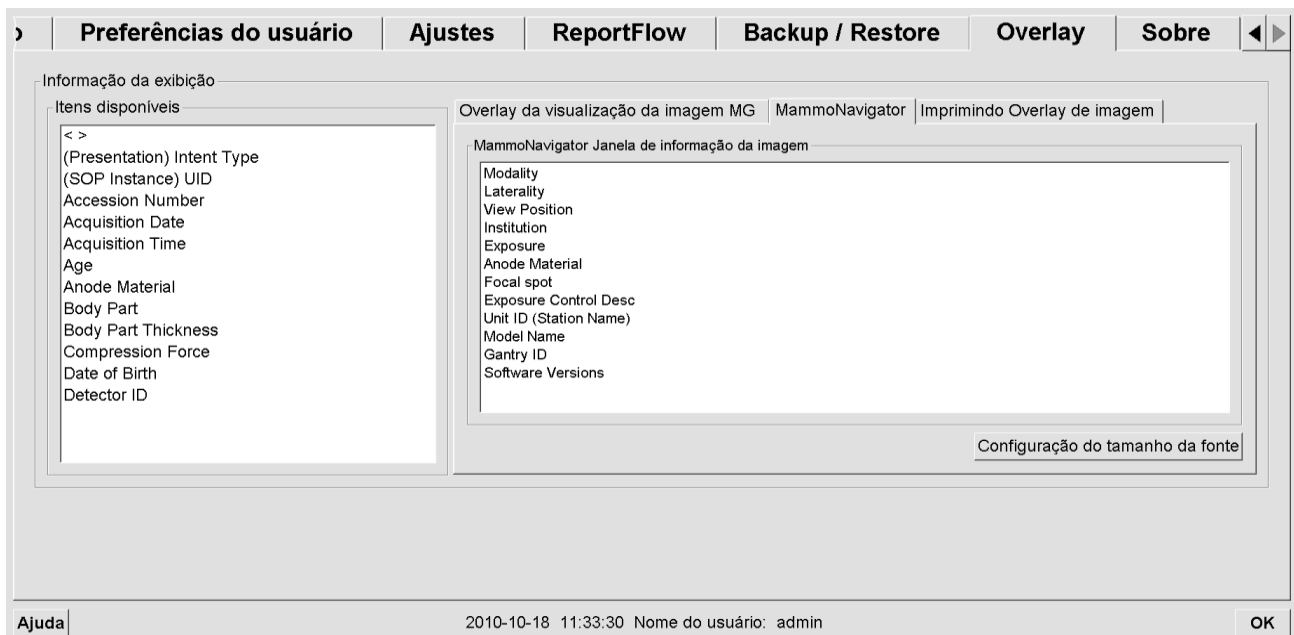 o Preferências do usuário Ajustes ReportFlow Backup / Restore Overlay Sobre
Informação da exibição
Itens disponíveis
< >
(Presentation) Intent Type
(SOP Instance) UID
Accession Number
Acquisition Date
Acquisition Time
Age
Anode Material
Body Part
Body Part Thickness
Compression Force
Date of Birth
Detector ID
Overlay da visualização da imagem MG MammoNavigator Imprimindo Overlay de imagem
MammoNavigator Janela de informação da imagem
Modality
Laterality
View Position
Institution
Exposure
Anode Material
Focal spot
Exposure Control Desc
Unit ID (Station Name)
Model Name
Gantry ID
Software Versions
Configuração do tamanho da fonte
Ajuda 2010-10-18 11:33:30 Nome do usuário: admin OK